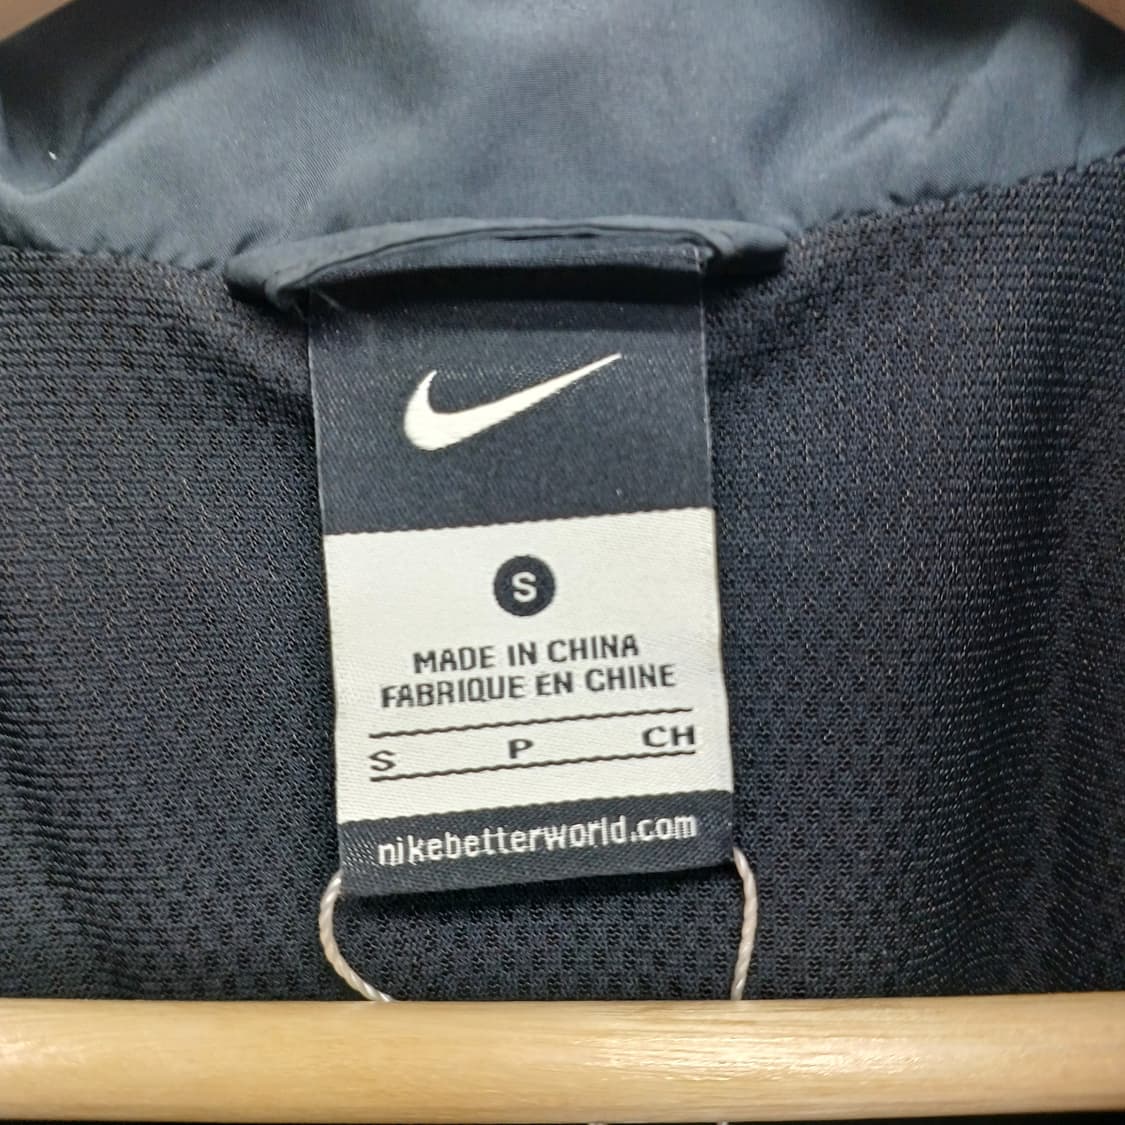 S
MADE IN CHINA
FABRIQUE EN CHINE
S P CH
nikebetterworld.com